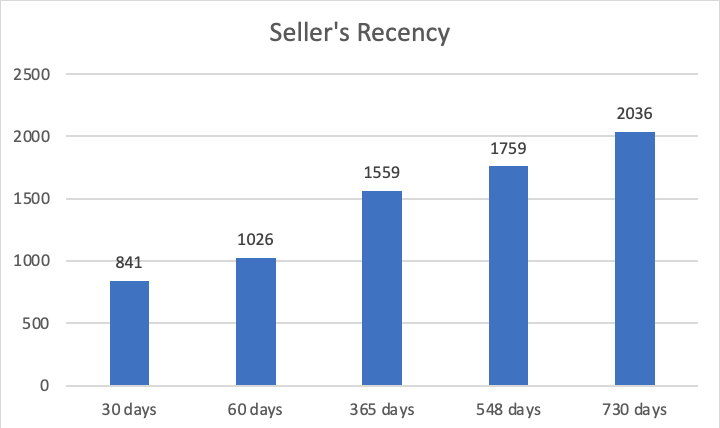 Seller's Recency
2500
2000
1500
1000
500
0
841
1026
1559
1759
2036
30 days
60 days
365 days
548 days
730 days